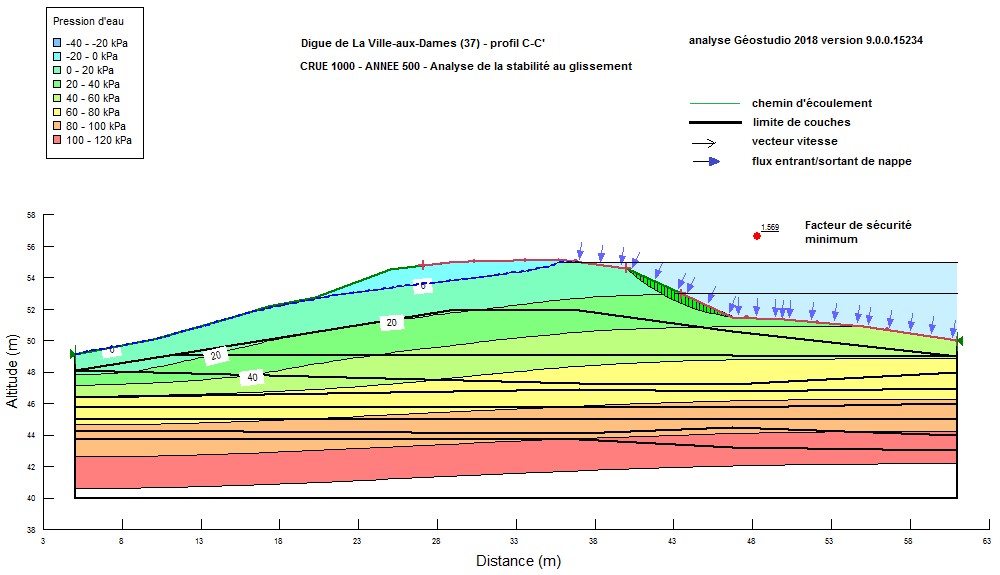 Pression d'eau
-40 - -20 kPa
-20 - 0 kPa
0 - 20 kPa
20 - 40 kPa
40 - 60 kPa
60 - 80 kPa
80 - 100 kPa
100 - 120 kPa
Digue de La Ville-aux-Dames (37) - profil C-C'
CRUE 1000 - ANNEE 500 - Analyse de la stabilité au glissement
analyse Géostudio 2018 version 9.0.0.15234
chemin d'écoulement
limite de couches
vecteur vitesse
flux entrant/sortant de nappe
1.569
Facteur de sécurité
minimum
Altitude (m)
58
56
54
52
50
48
46
44
42
40
38
0
0
20
20
40
3 8 13 18 23 28 33 38 43 48 53 58 63
Distance (m)